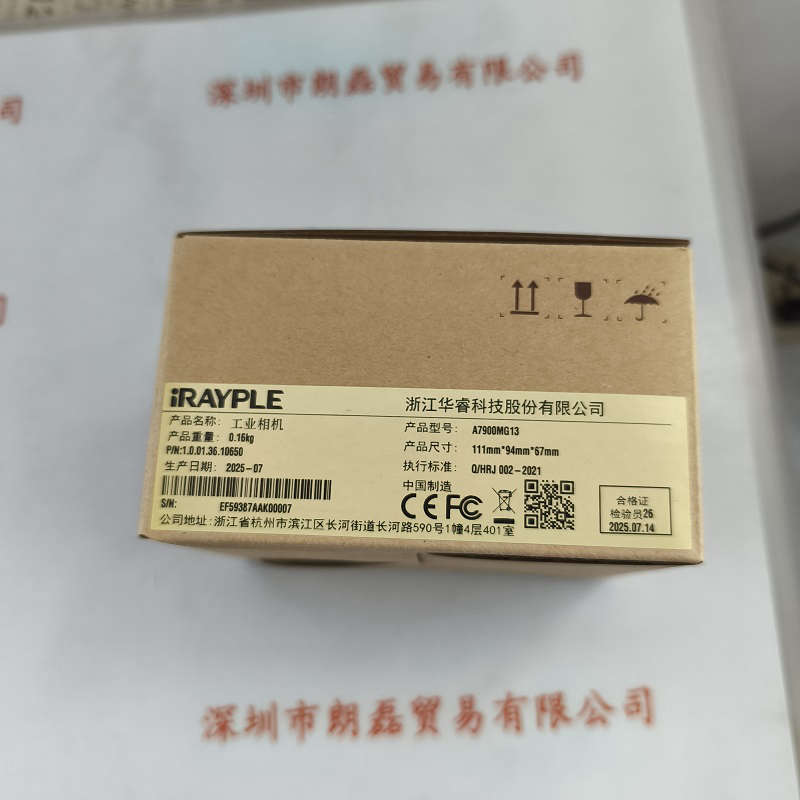 深圳市朗磊贸易有限公司
司
iRAYPLE
浙江华睿科技股份有限公司
产品名称: 工业相机
产品型号: A7900MG13
产品重量: 0.16kg
产品尺寸: 111mm*94mm*67mm
P/N:1.0.01.36.10650
执行标准: Q/HRJ 002-2021
生产日期: 2025-07
中国制造
CE FC
合格证
检验员26
2025.07.14
S/N: EF59387AAK00007
公司地址: 浙江省杭州市滨江区长河街道长河路590号1幢4层401室
深圳市朗磊贸易有限公司